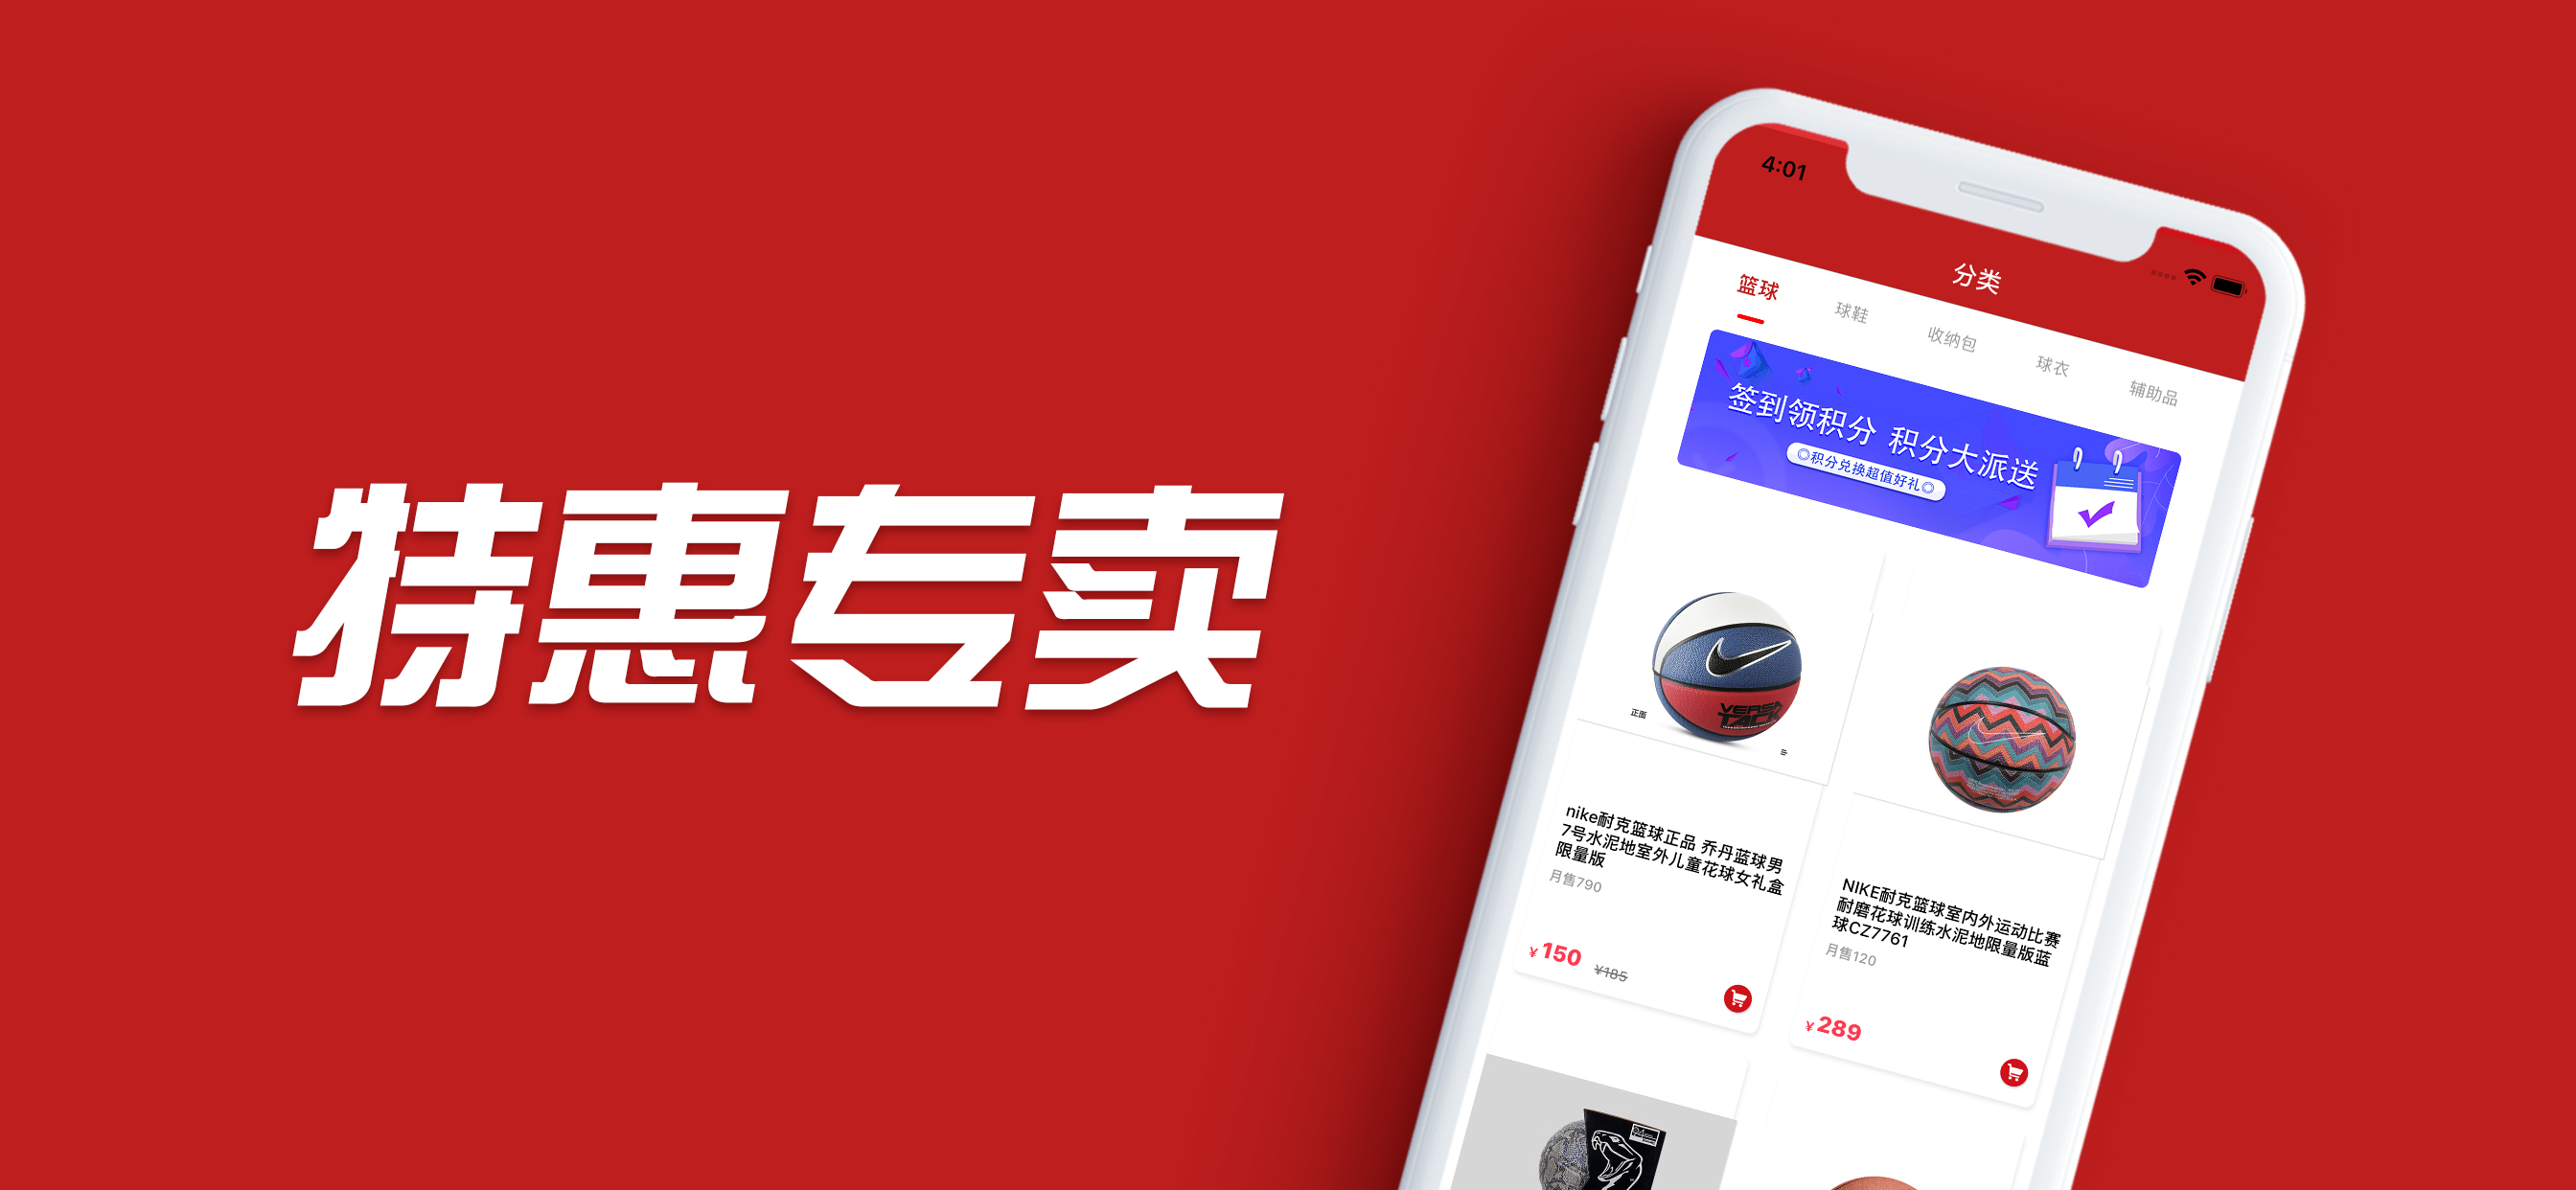 特惠专卖
4:01
分类
篮球
球鞋
收纳包
球衣
辅助品
签到领积分 积分大派送
◎积分兑换超值好礼◎
VERSA
TACK
正面
nike耐克篮球正品 乔丹篮球男
7号水泥地室外儿童花球女礼盒
限量版
月售790
¥150 ¥185
NIKE耐克篮球室内外运动比赛
耐磨花球训练水泥地限量版蓝
球CZ7761
月售120
¥289